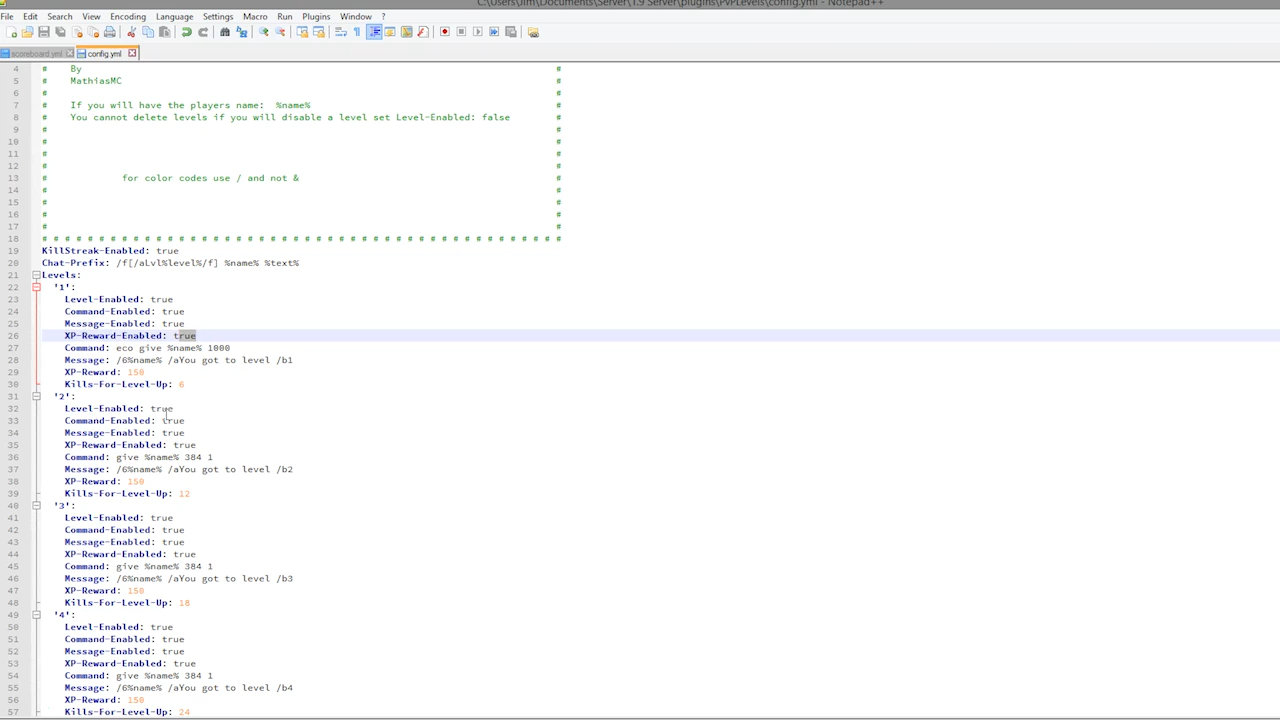 C:\Users\Jim\Documents\Server\1.9 Server\plugins\PvPLevels\config.yml - Notepad++
File Edit Search View Encoding Language Settings Macro Run Plugins Window ?
scoreboard.yml config.yml
4 # By #
5 # MathiasMC #
6 # #
7 # If you will have the players name: %name% #
8 # You cannot delete levels if you will disable a level set Level-Enabled: false #
9 # #
10 # #
11 # #
12 # #
13 # for color codes use / and not & #
14 # #
15 # #
16 # #
17 # #
18 # # # # # # # # # # # # # # # # # # # # # # # # # # # # # # # # # # # # # # # # # # # # # #
19 KillStreak-Enabled: true
20 Chat-Prefix: /f[/aLvl%level%/f] %name% %text%
21 Levels:
22 '1':
23 Level-Enabled: true
24 Command-Enabled: true
25 Message-Enabled: true
26 XP-Reward-Enabled: true
27 Command: eco give %name% 1000
28 Message: /6%name% /aYou got to level /b1
29 XP-Reward: 150
30 Kills-For-Level-Up: 6
31 '2':
32 Level-Enabled: true
33 Command-Enabled: true
34 Message-Enabled: true
35 XP-Reward-Enabled: true
36 Command: give %name% 384 1
37 Message: /6%name% /aYou got to level /b2
38 XP-Reward: 150
39 Kills-For-Level-Up: 12
40 '3':
41 Level-Enabled: true
42 Command-Enabled: true
43 Message-Enabled: true
44 XP-Reward-Enabled: true
45 Command: give %name% 384 1
46 Message: /6%name% /aYou got to level /b3
47 XP-Reward: 150
48 Kills-For-Level-Up: 18
49 '4':
50 Level-Enabled: true
51 Command-Enabled: true
52 Message-Enabled: true
53 XP-Reward-Enabled: true
54 Command: give %name% 384 1
55 Message: /6%name% /aYou got to level /b4
56 XP-Reward: 150
57 Kills-For-Level-Up: 24